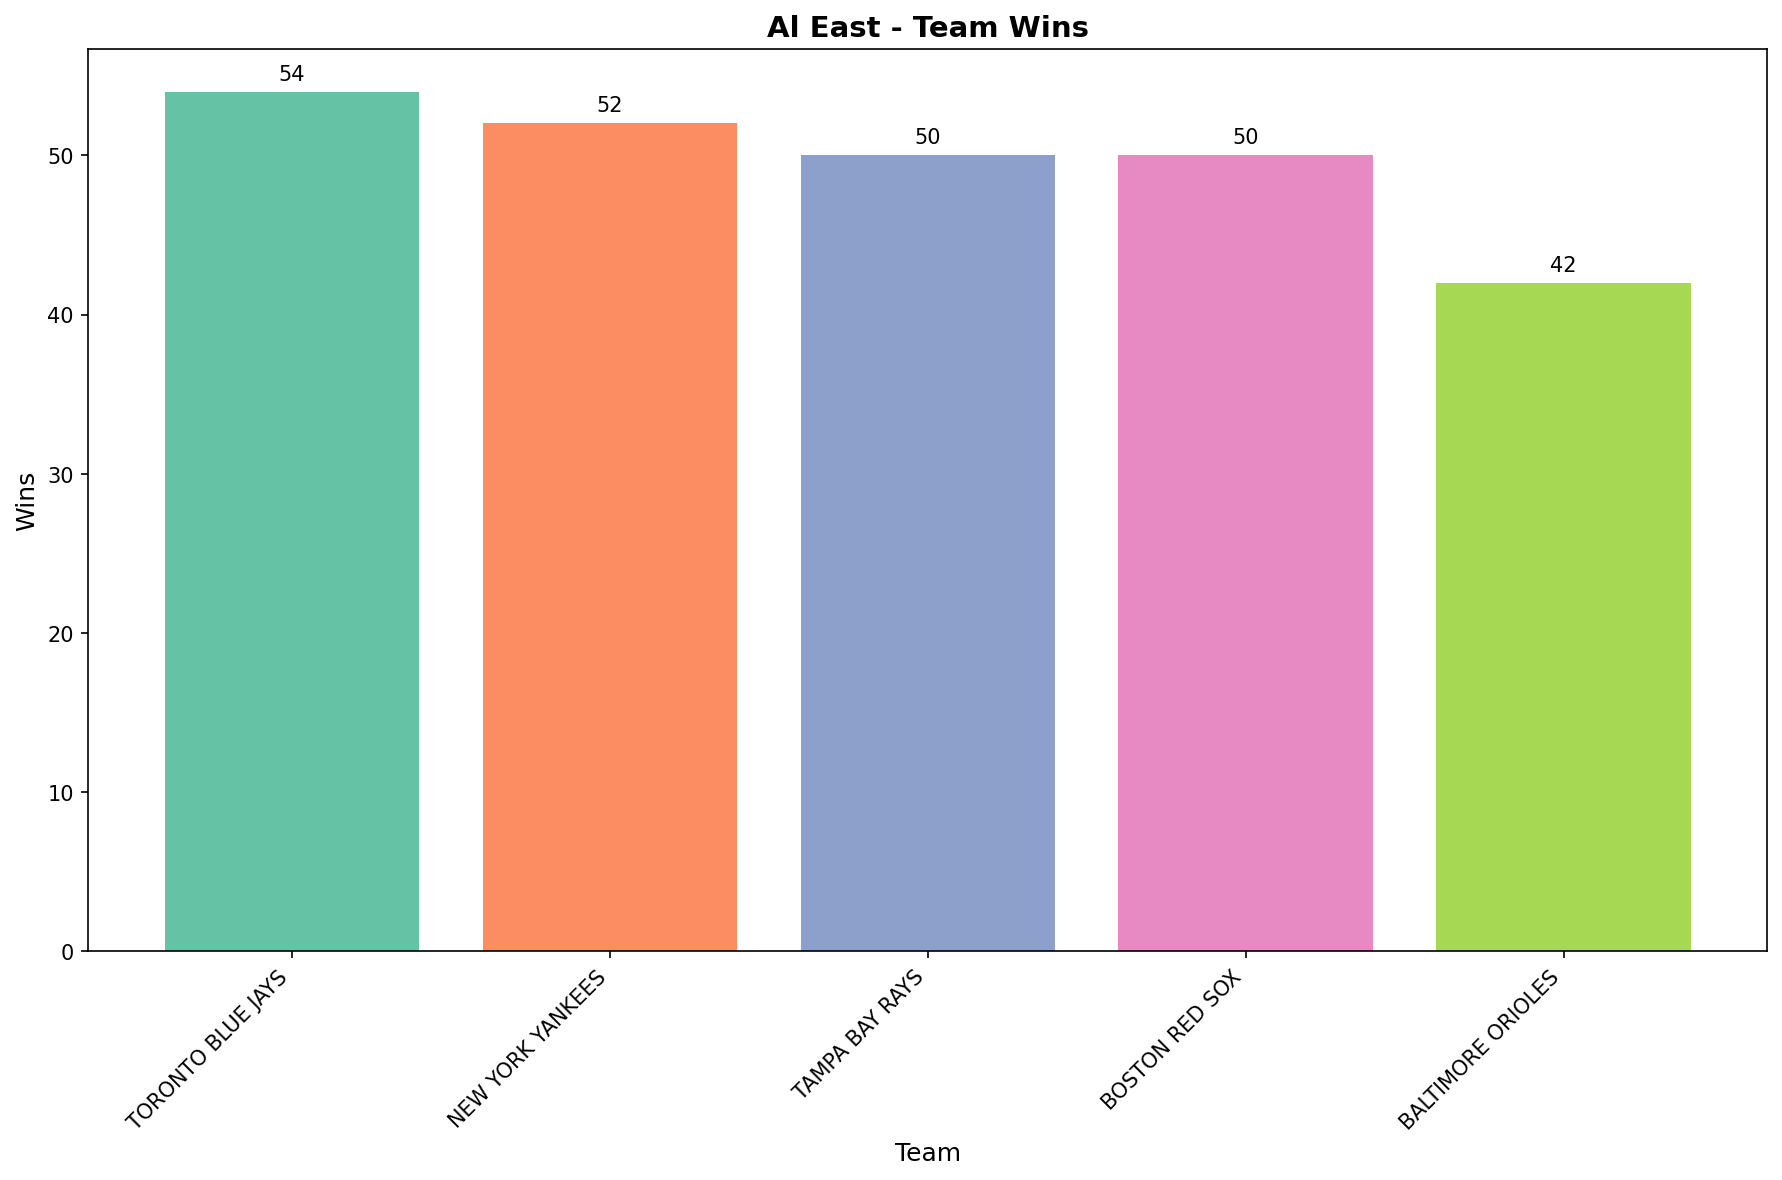 Al East - Team Wins
54
52
50
50
42
Wins
50
40
30
20
10
0
TORONTO BLUE JAYS
NEW YORK YANKEES
TAMPA BAY RAYS
BOSTON RED SOX
BALTIMORE ORIOLES
Team